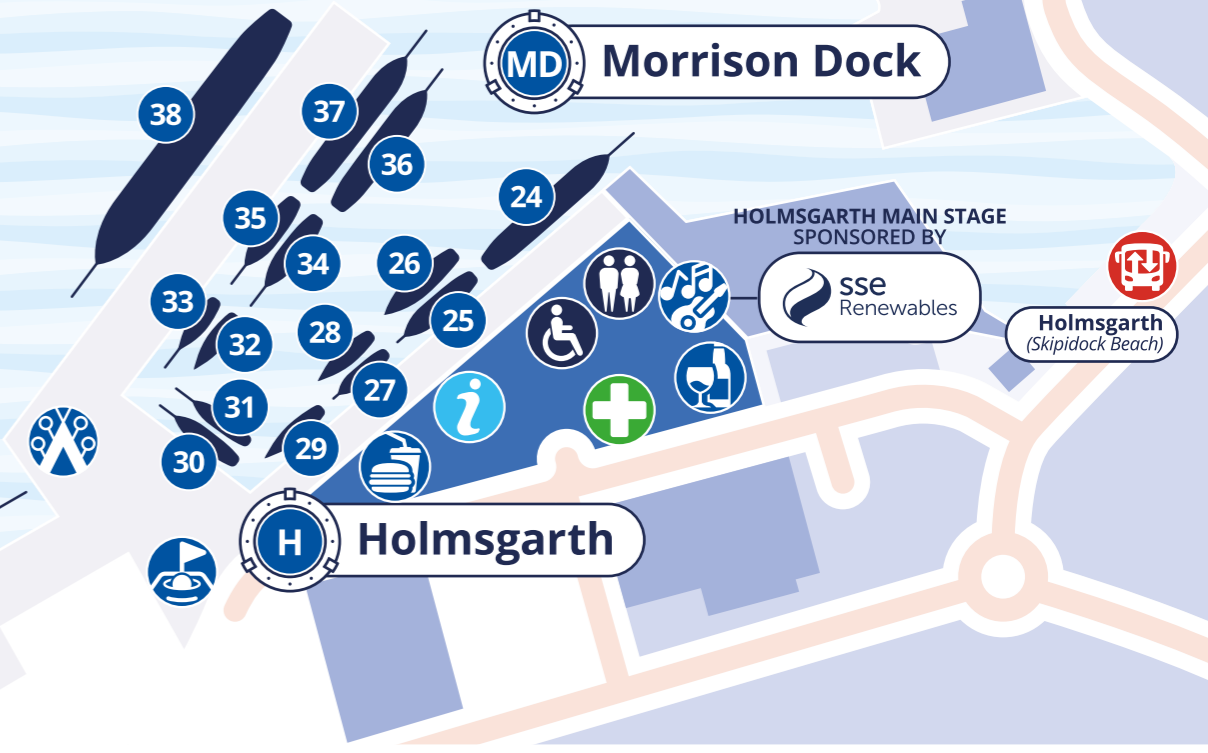 MD
Morrison Dock
38
37
36
24
35
34
26
25
33
32
28
27
31
30
29
HOLMSGARTH MAIN STAGE
SPONSORED BY
sse
Renewables
Holmsgarth
(Skipidock Beach)
i
H
Holmsgarth